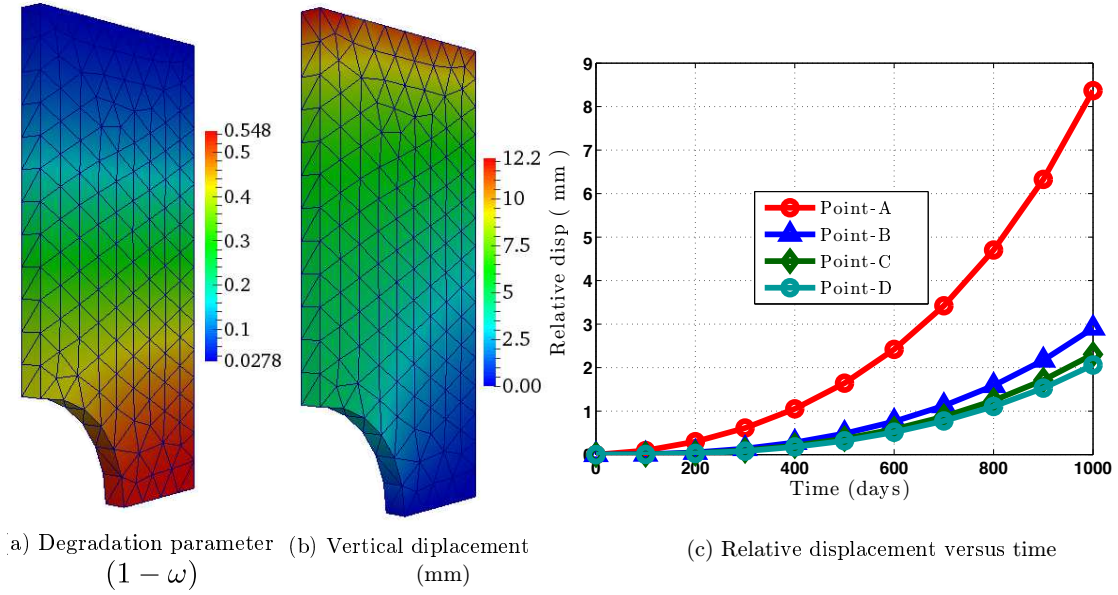 0.548
0.5
0.4
0.3
0.2
0.1
0.0278
12.2
10
7.5
5
2.5
0.00
Relative disp ( mm )
9
8
7
6
5
4
3
2
1
0
0 200 400 600 800 1000
Time (days)
Point-A
Point-B
Point-C
Point-D
a) Degradation parameter
(1 − ω)
(b) Vertical diplacement
(mm)
(c) Relative displacement versus time